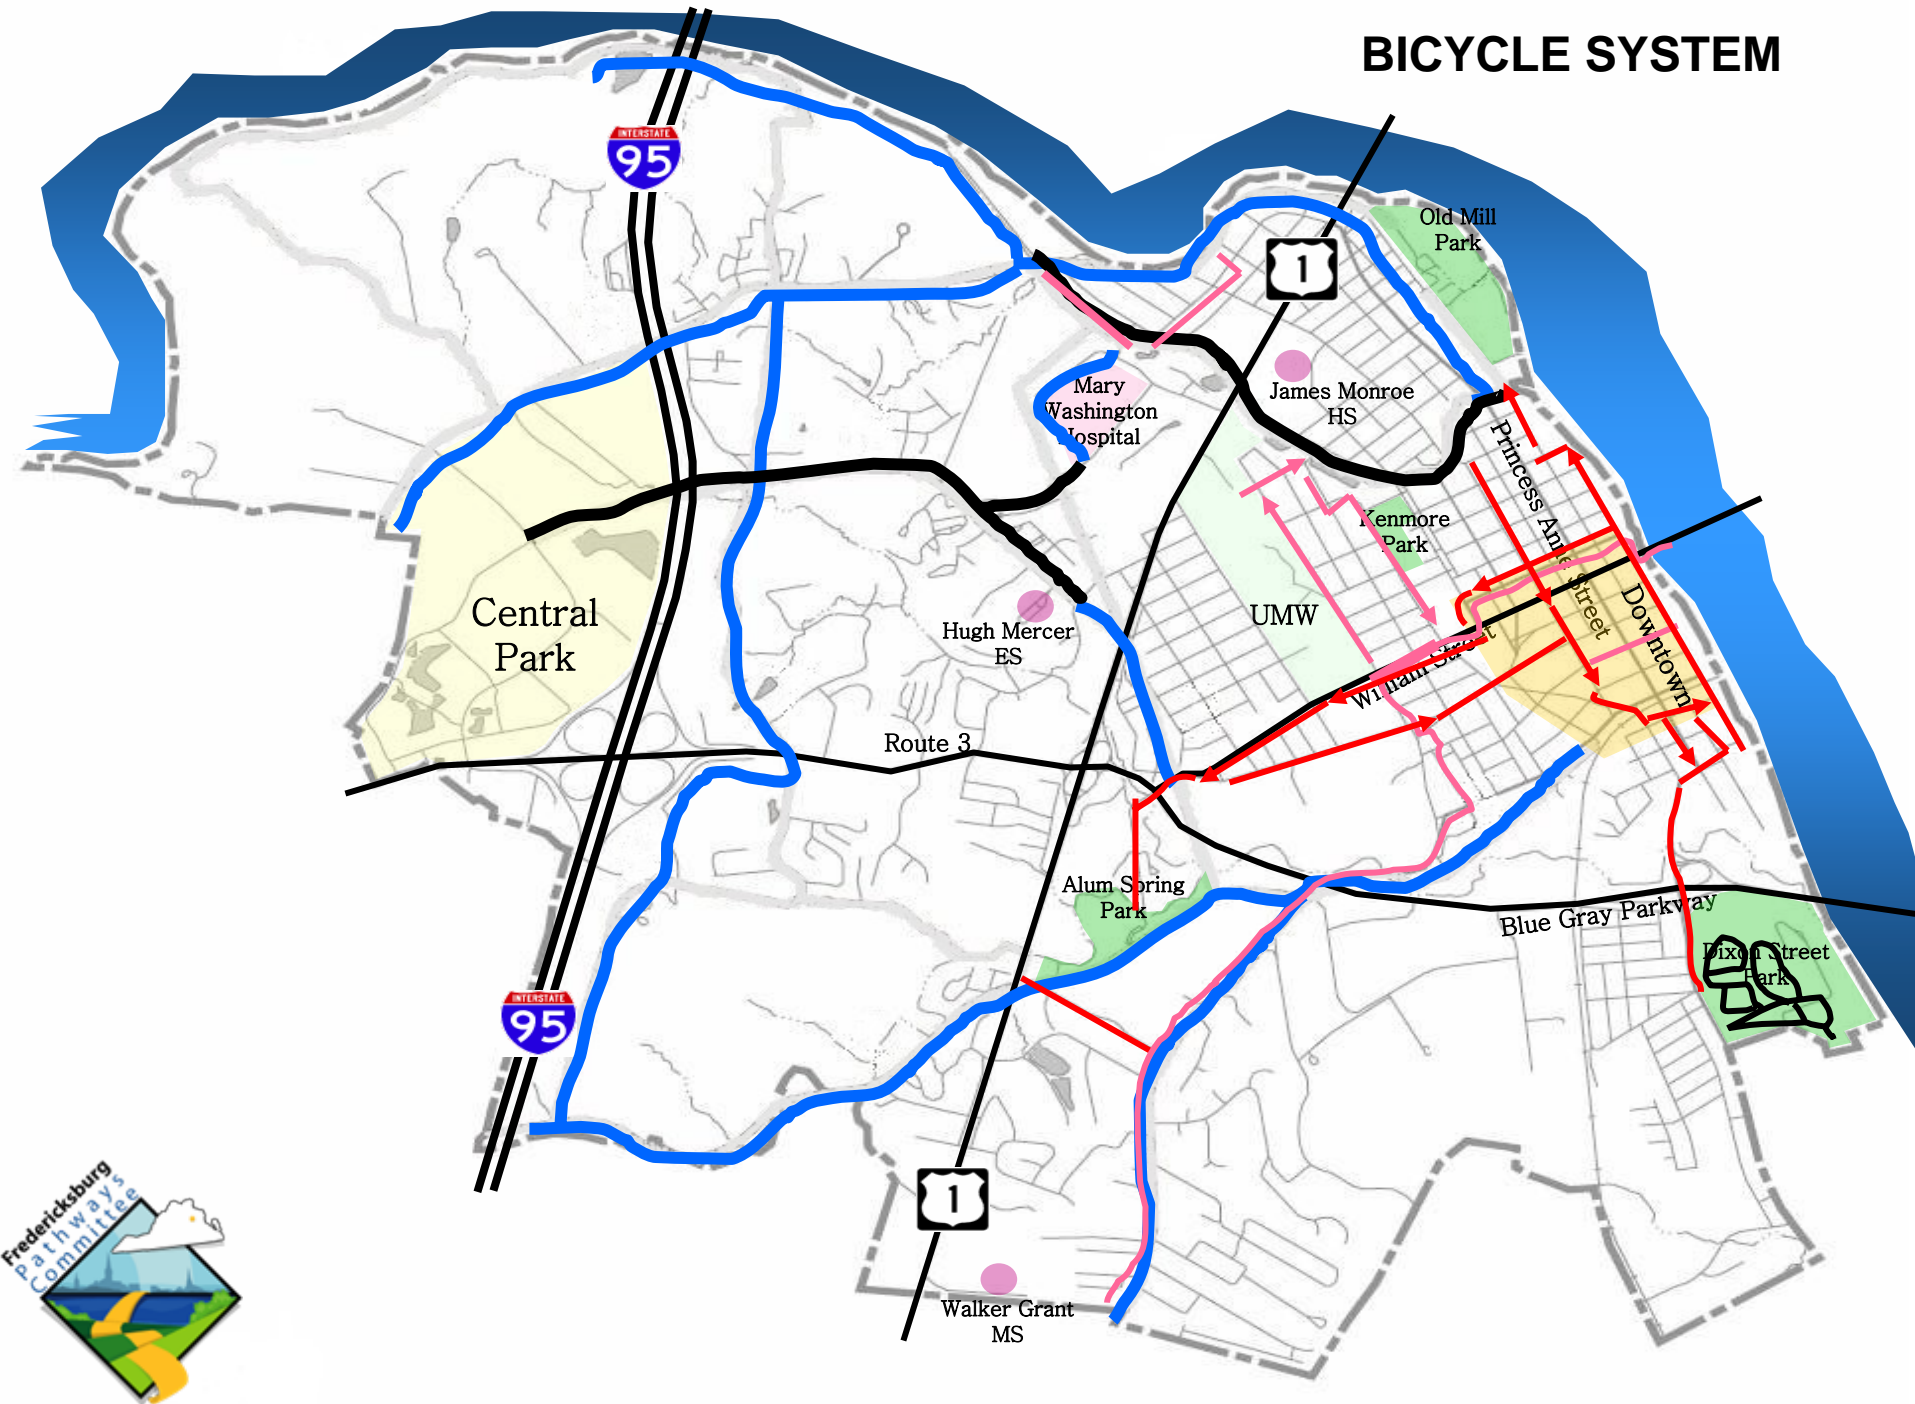 BICYCLE SYSTEM
INTERSTATE
95
Old Mill
Park
1
James Monroe
HS
Mary
Washington
Hospital
Princess Anne Street
Kenmore
Park
Central
Park
Hugh Mercer
ES
UMW
Downtown
William Street
Route 3
Alum Spring
Park
Blue Gray Parkway
Dixon Street
Park
INTERSTATE
95
1
Walker Grant
MS
Fredericksburg
Pathways
Committee